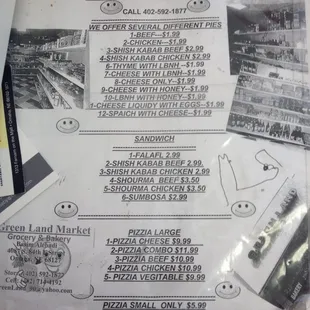 CALL 402-592-1877
WE OFFER SEVERAL DIFFERENT PIES
1-BEEF---$1.99
2-CHICKEN--$1.99
3-SHISH KABAB BEEF $2.99
4-SHISH KABAB CHICKEN $2.99
6-THYME WITH LBNH --$1.99
7-CHEESE WITH LBNH--$1.99
8-CHEESE ONLY--$1.99
9-CHEESE WITH HONEY--$1.99
10-LBNH WITH HONEY--$1.99
1-CHEESE LIQUIDY WITH EGGS--$1.99
12-SPAICH WITH CHEESE--$1.99
SANDWICH
1-FALAFL 2.99
2-SHISH KABAB BEEF 2.99
3-SHISH KABAB CHICKEN 2.99
4-SHOURMA BEEF $3.50
5-SHOURMA CHICKEN $3.50
6-SUMBOSA $2.99
Green Land Market
Grocery & Bakery
PIZZIA LARGE
1-PIZZIA CHEESE $9.99
2-PIZZIA COMBO $11.99
3-PIZZIA BEEF $10.99
4-PIZZIA CHICKEN $10.99
5- PIZZIA VEGITABLE $9.99
PIZZIA SMALL ONLY $5.99